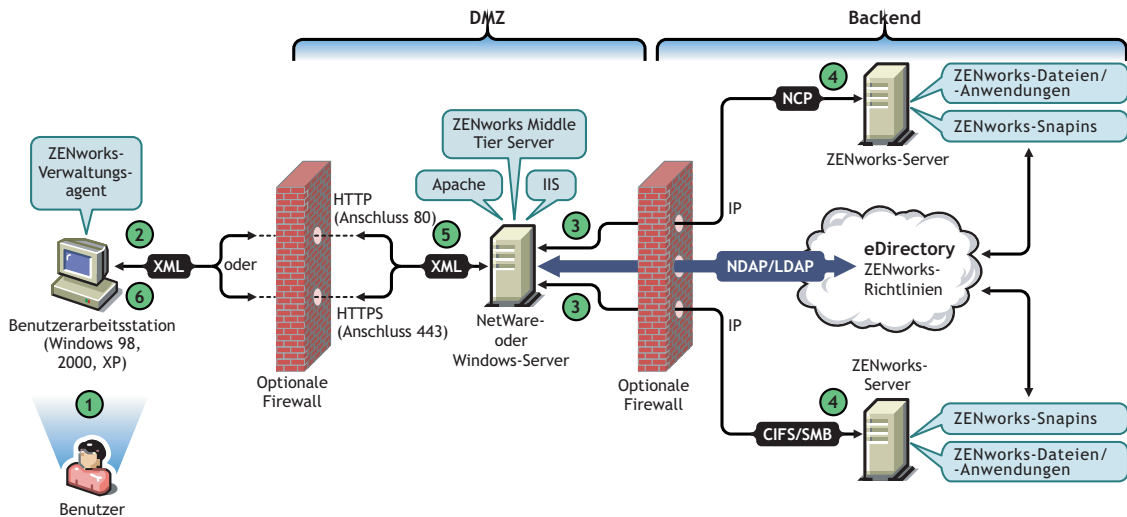 DMZ
Backend
ZENworks-
Verwaltungs-
agent
2
XML
6
oder
Benutzerarbeitsstation
(Windows 98,
2000, XP)
1
Benutzer
Optionale
Firewall
HTTP
(Anschluss 80)
HTTPS
(Anschluss 443)
5
XML
ZENworks Middle
Tier Server
Apache
IIS
NetWare-
oder
Windows-Server
3
3
Optionale
Firewall
IP
NDAP/LDAP
IP
NCP
4
ZENworks-Server
ZENworks-Dateien/
-Anwendungen
ZENworks-Snapins
eDirectory
ZENworks-
Richtlinien
ZENworks-
Server
4
CIFS/SMB
ZENworks-Snapins
ZENworks-Dateien/
-Anwendungen